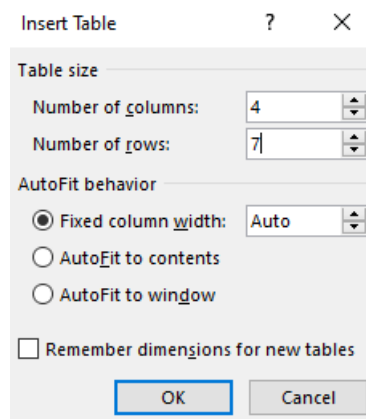 Insert Table ?
Table size
Number of columns: 4
Number of rows: 7
AutoFit behavior
Fixed column width: Auto
AutoFit to contents
AutoFit to window
Remember dimensions for new tables
OK Cancel